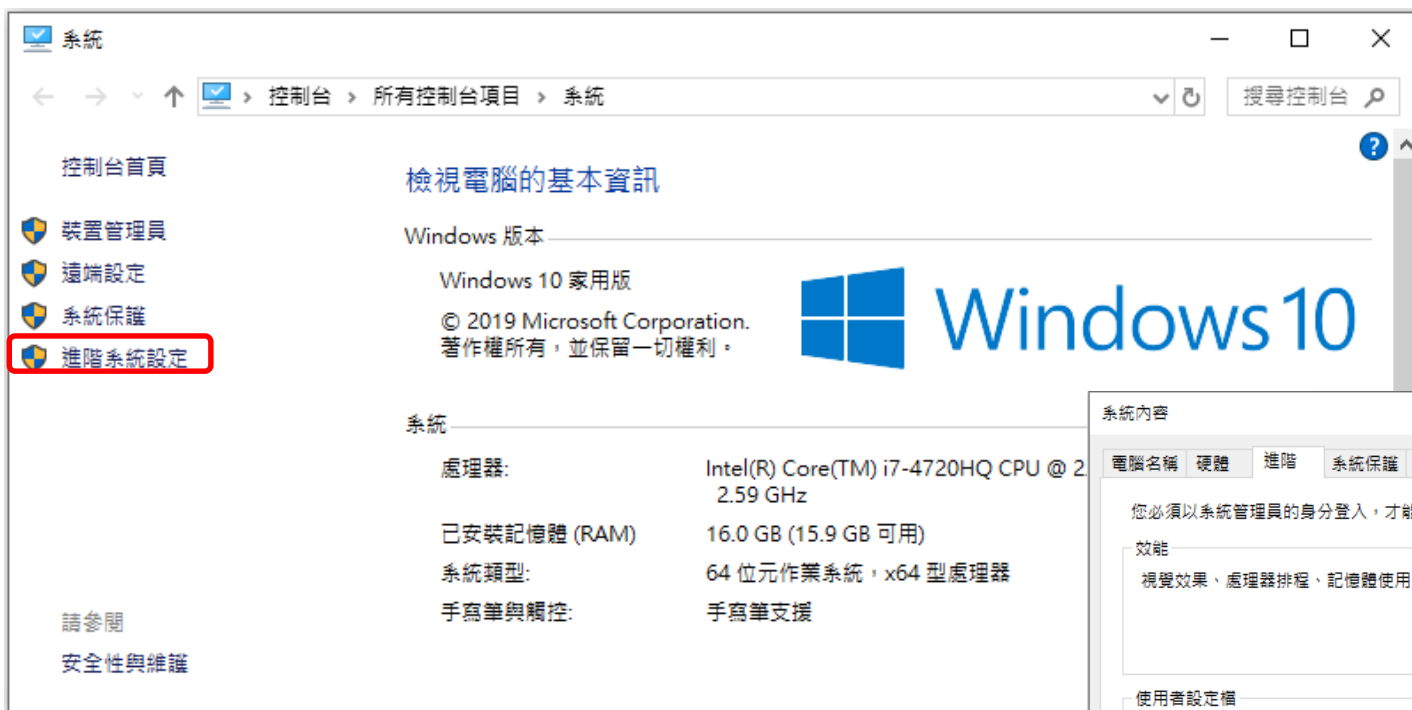 系統
控制台 › 所有控制台項目 › 系統
搜尋控制台
控制台首頁
裝置管理員
遠端設定
系統保護
進階系統設定
請參閱
安全性與維護
檢視電腦的基本資訊
Windows 版本
Windows 10 家用版
© 2019 Microsoft Corporation.
著作權所有，並保留一切權利。
Windows 10
系統
處理器: Intel(R) Core(TM) i7-4720HQ CPU @ 2.
2.59 GHz
已安裝記憶體 (RAM) 16.0 GB (15.9 GB 可用)
系統類型: 64 位元作業系統，x64 型處理器
手寫筆與觸控: 手寫筆支援
系統內容
電腦名稱 硬體 進階 系統保護
您必須以系統管理員的身分登入，才能
效能
視覺效果、處理器排程、記憶體使用
使用者設定檔